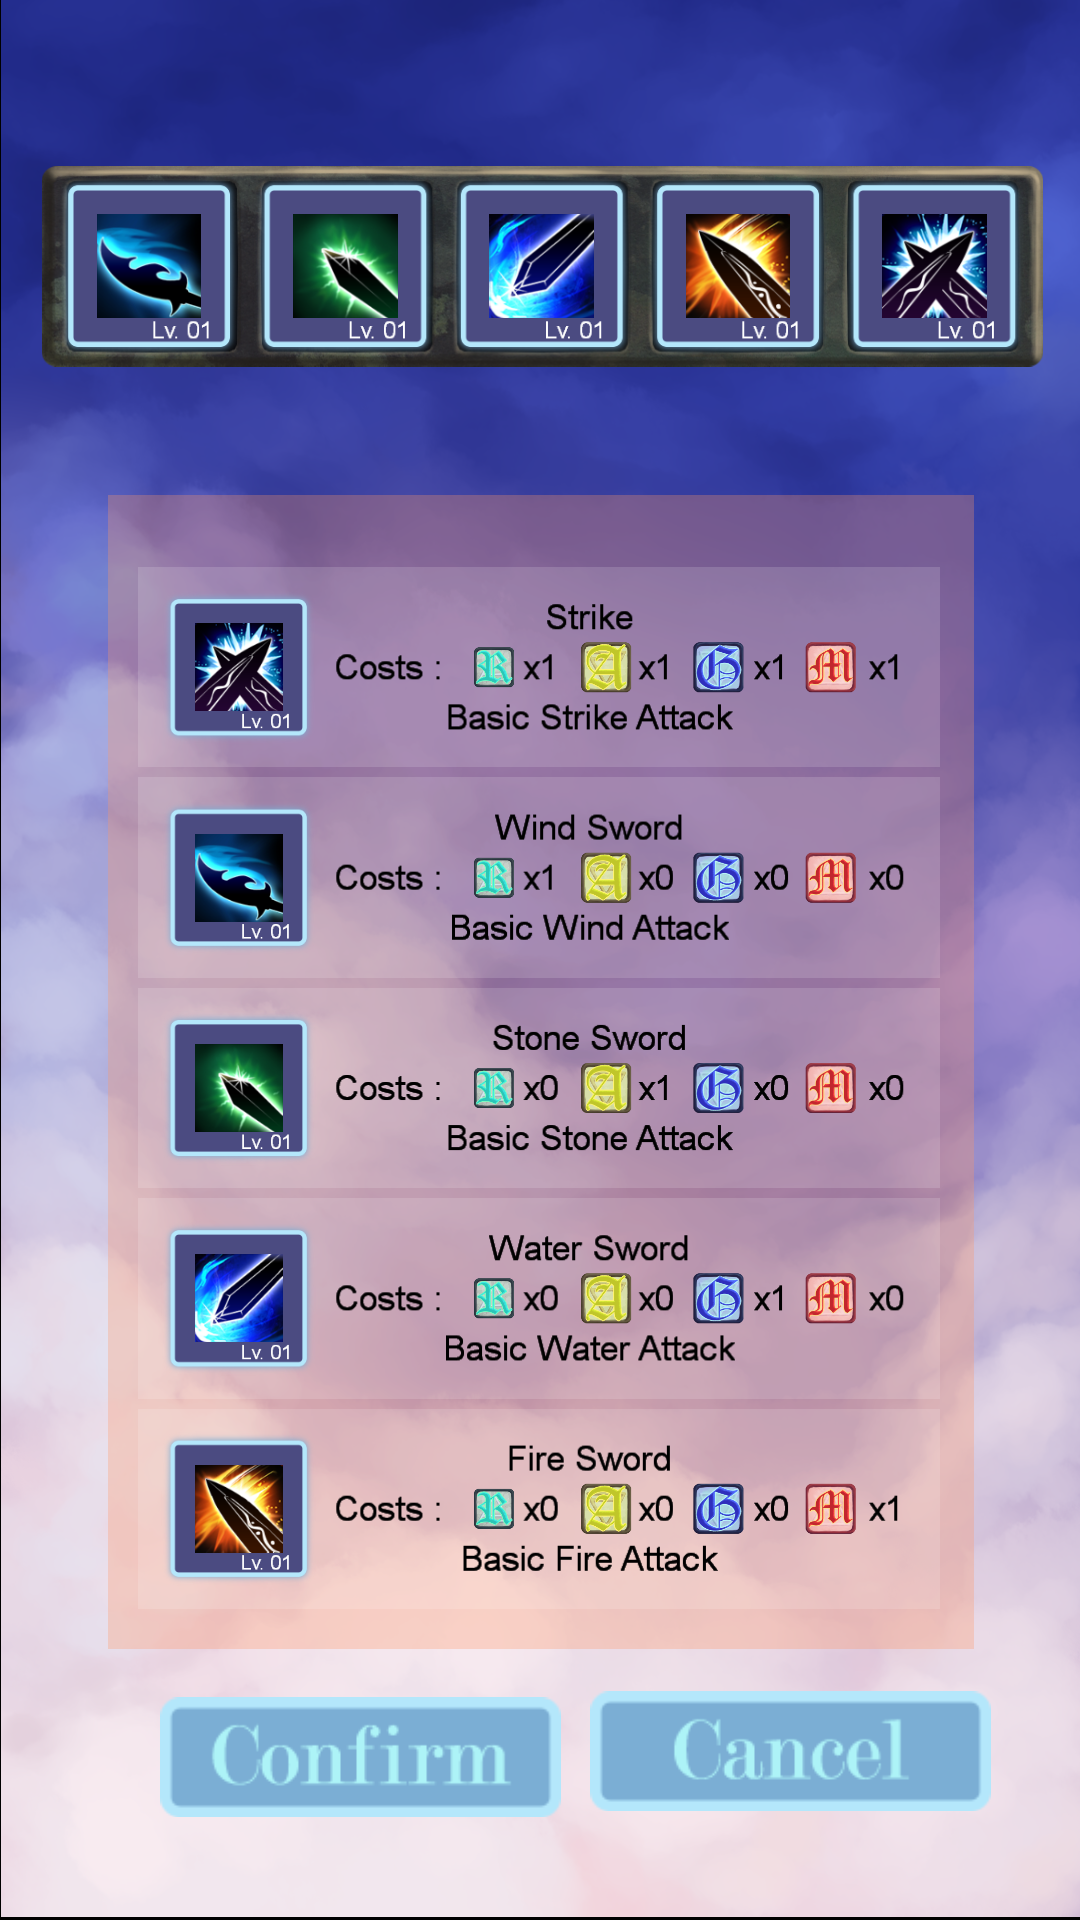 Lv. 01 Lv. 01 Lv. 01 Lv. 01 Lv. 01
Strike
Costs : R x1 A x1 G x1 M x1
Basic Strike Attack
Lv. 01
Wind Sword
Costs : R x1 A x0 G x0 M x0
Basic Wind Attack
Lv. 01
Stone Sword
Costs : R x0 A x1 G x0 M x0
Basic Stone Attack
Lv. 01
Water Sword
Costs : R x0 A x0 G x1 M x0
Basic Water Attack
Lv. 01
Fire Sword
Costs : R x0 A x0 G x0 M x1
Basic Fire Attack
Lv. 01
Confirm Cancel